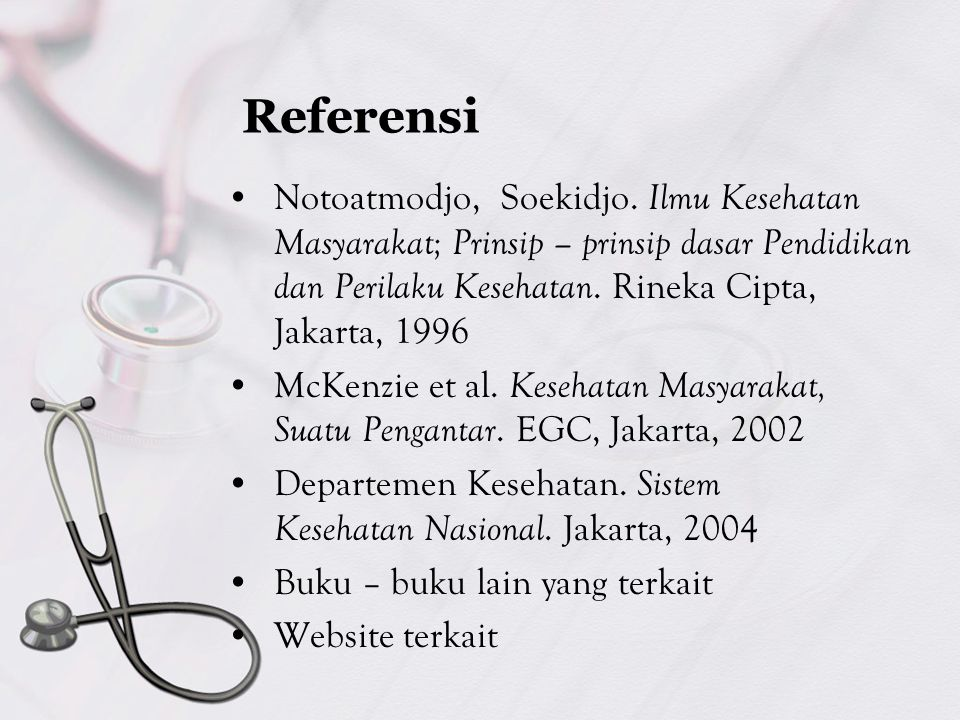 Referensi
• Notoatmodjo, Soekidjo. Ilmu Kesehatan
Masyarakat; Prinsip – prinsip dasar Pendidikan
dan Perilaku Kesehatan. Rineka Cipta,
Jakarta, 1996
• McKenzie et al. Kesehatan Masyarakat,
Suatu Pengantar. EGC, Jakarta, 2002
• Departemen Kesehatan. Sistem
Kesehatan Nasional. Jakarta, 2004
• Buku – buku lain yang terkait
• Website terkait